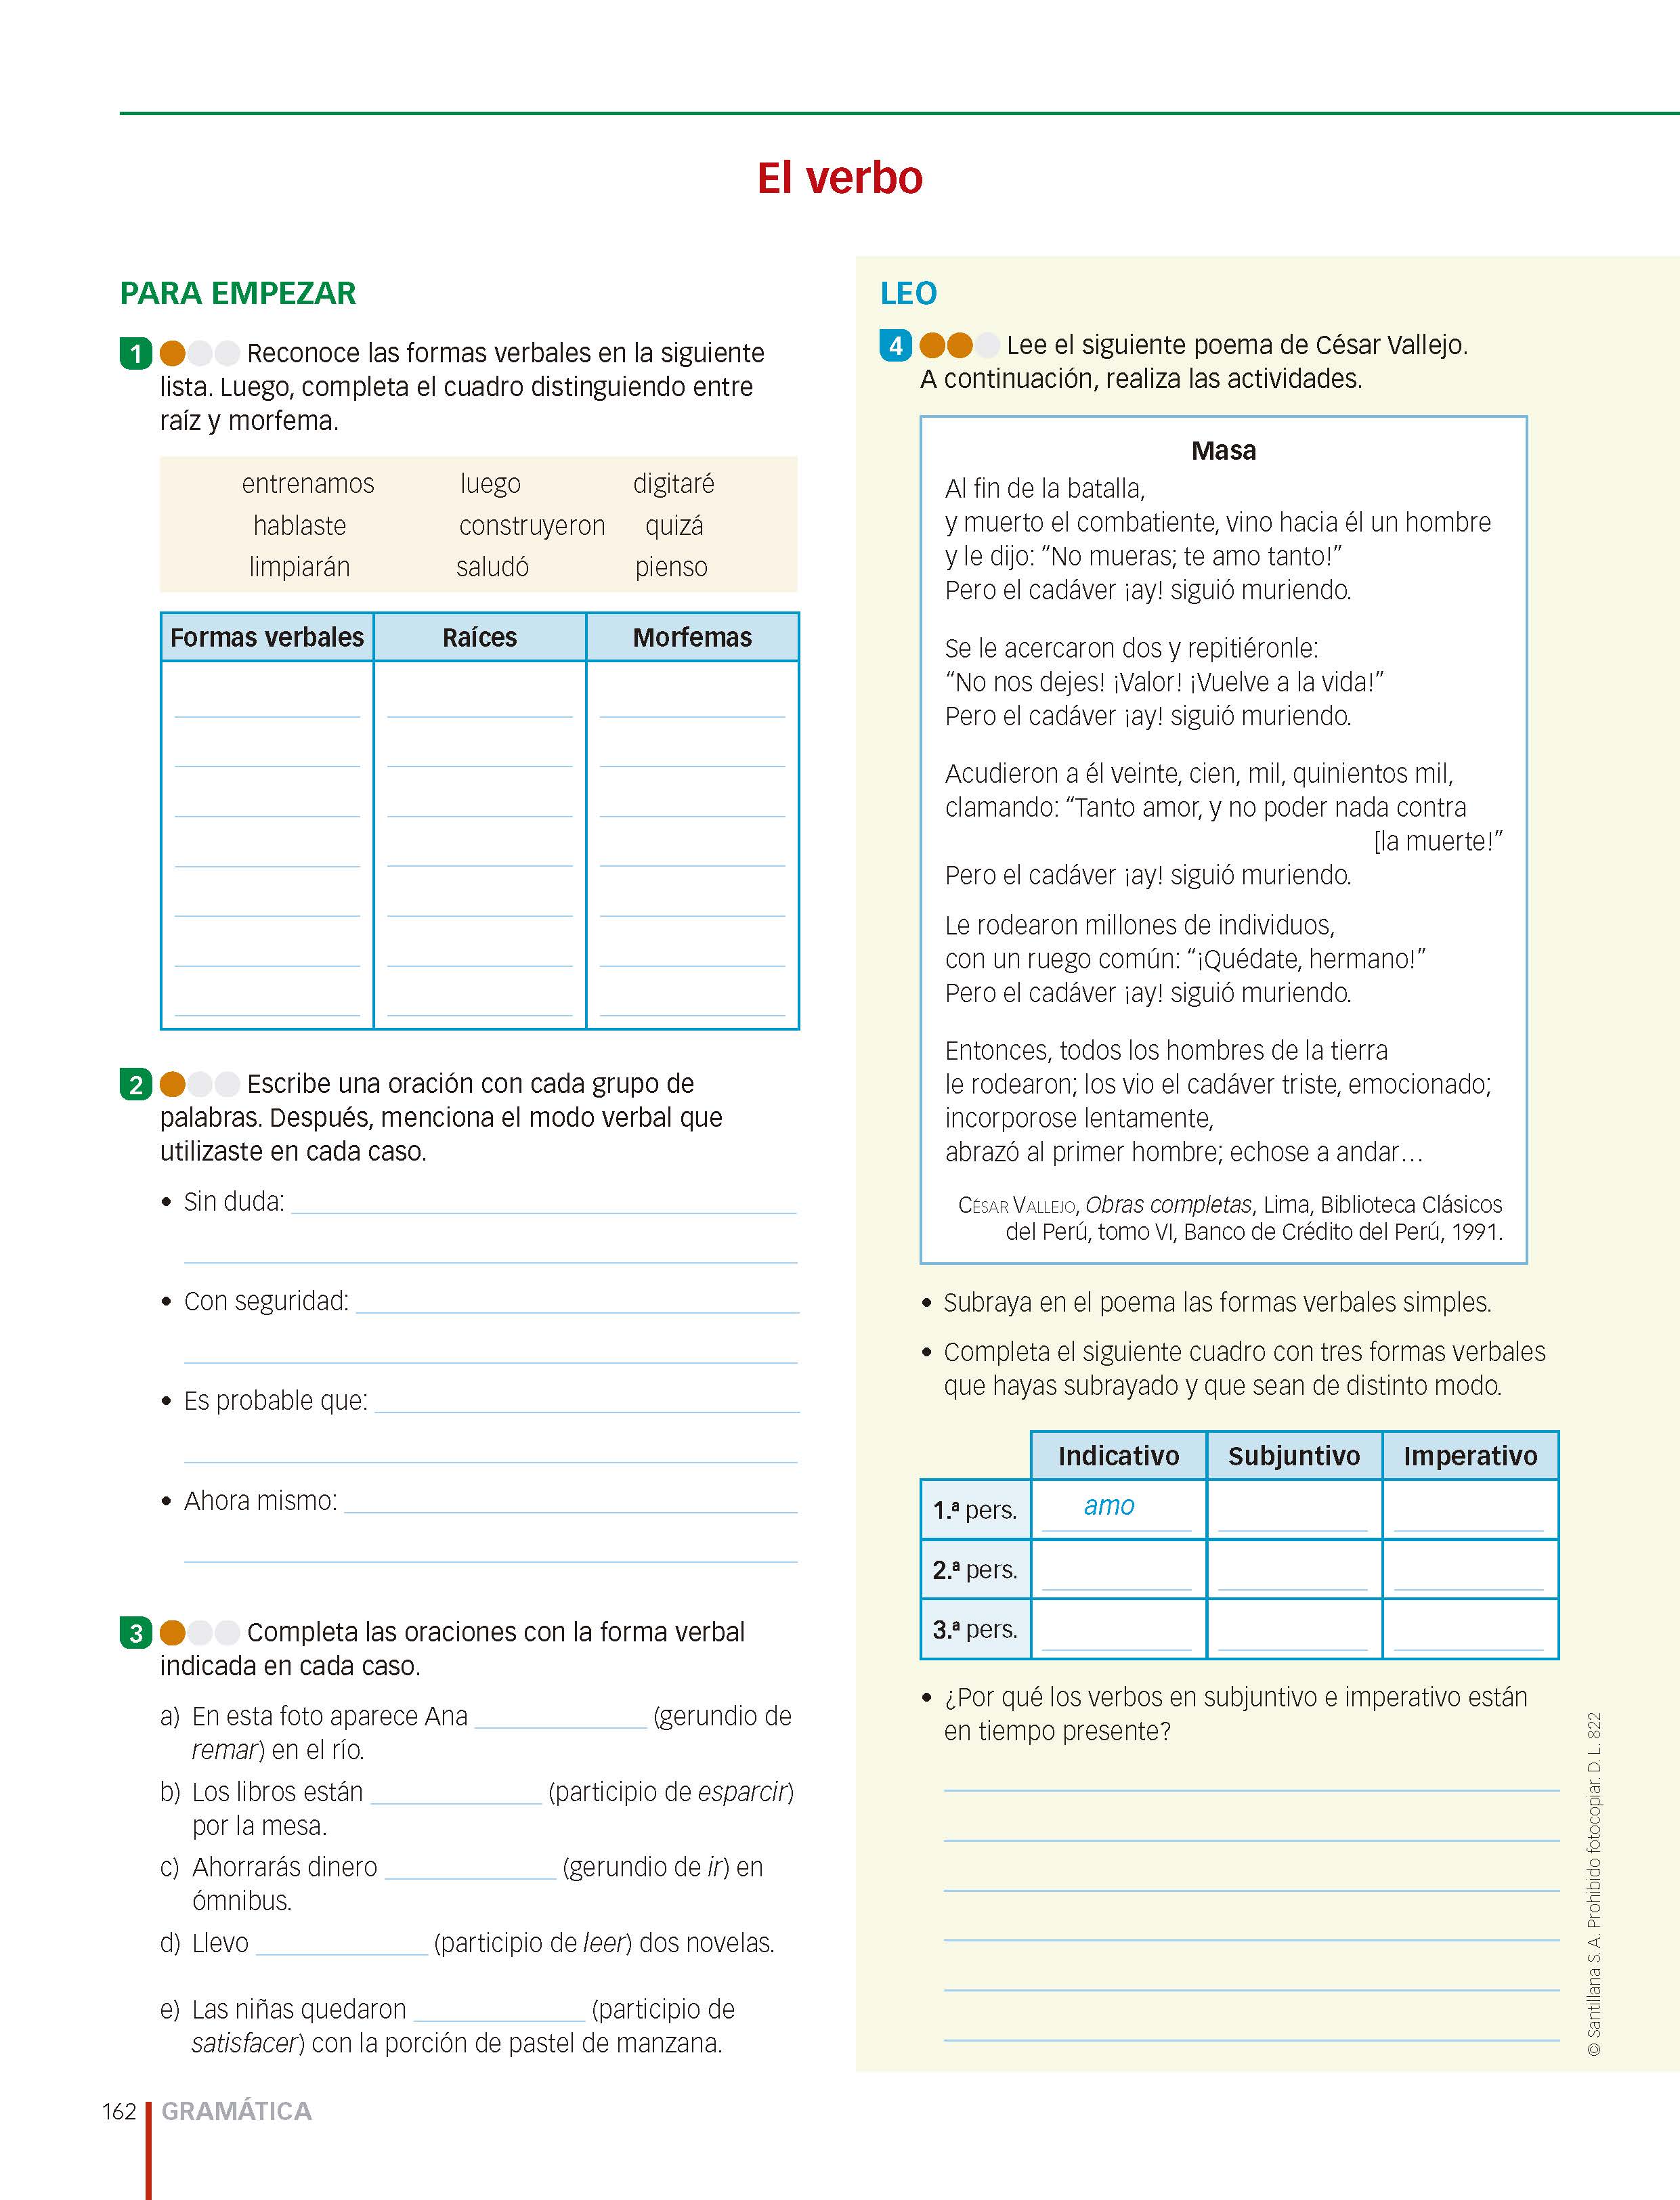 El verbo
PARA EMPEZAR
1 Reconoce las formas verbales en la siguiente
lista. Luego, completa el cuadro distinguiendo entre
raíz y morfema.
entrenamos luego digitaré
hablaste construyeron quizá
limpiarán saludó pienso
Formas verbales Raíces Morfemas
2 Escribe una oración con cada grupo de
palabras. Después, menciona el modo verbal que
utilizaste en cada caso.
• Sin duda:
• Con seguridad:
• Es probable que:
• Ahora mismo:
3 Completa las oraciones con la forma verbal
indicada en cada caso.
a) En esta foto aparece Ana (gerundio de
remar) en el río.
b) Los libros están (participio de esparcir)
por la mesa.
c) Ahorrarás dinero (gerundio de ir) en
ómnibus.
d) Llevo (participio de leer) dos novelas.
e) Las niñas quedaron (participio de
satisfacer) con la porción de pastel de manzana.
LEO
4 Lee el siguiente poema de César Vallejo.
A continuación, realiza las actividades.
Masa
Al fin de la batalla,
y muerto el combatiente, vino hacia él un hombre
y le dijo: “No mueras; te amo tanto!”
Pero el cadáver ¡ay! siguió muriendo.
Se le acercaron dos y repitiéronle:
“No nos dejes! ¡Valor! ¡Vuelve a la vida!”
Pero el cadáver ¡ay! siguió muriendo.
Acudieron a él veinte, cien, mil, quinientos mil,
clamando: “Tanto amor, y no poder nada contra
[la muerte!”
Pero el cadáver ¡ay! siguió muriendo.
Le rodearon millones de individuos,
con un ruego común: “¡Quédate, hermano!”
Pero el cadáver ¡ay! siguió muriendo.
Entonces, todos los hombres de la tierra
le rodearon; los vio el cadáver triste, emocionado;
incorporose lentamente,
abrazó al primer hombre; echose a andar…
CÉSAR VALLEJO, Obras completas, Lima, Biblioteca Clásicos
del Perú, tomo VI, Banco de Crédito del Perú, 1991.
• Subraya en el poema las formas verbales simples.
• Completa el siguiente cuadro con tres formas verbales
que hayas subrayado y que sean de distinto modo.
Indicativo Subjuntivo Imperativo
1.ª pers. amo
2.ª pers.
3.ª pers.
• ¿Por qué los verbos en subjuntivo e imperativo están
en tiempo presente?
© Santillana S. A. Prohibido fotocopiar. D. L. 822
162 GRAMÁTICA